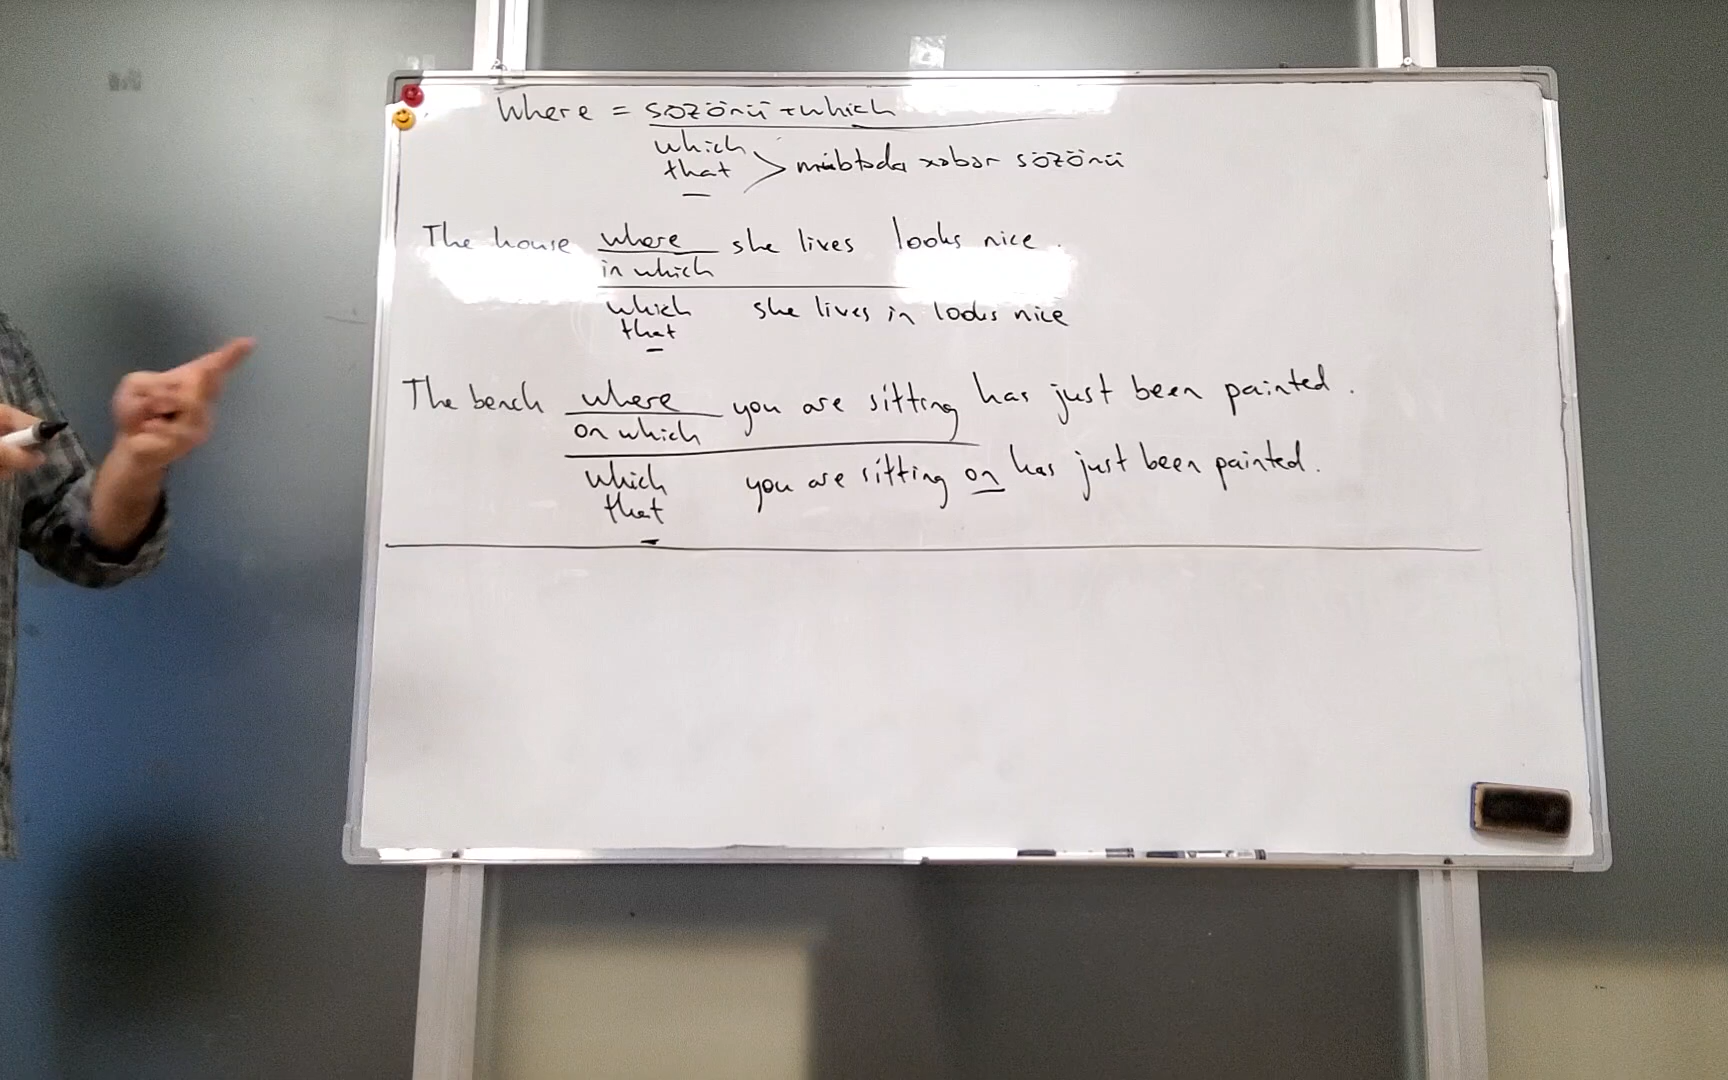 Where = sözönü + which
which
that > mübtəda xəbər sözönü
The house where she lives looks nice.
in which
which she lives in looks nice
that
The bench where you are sitting has just been painted.
on which
which you are sitting on has just been painted.
that